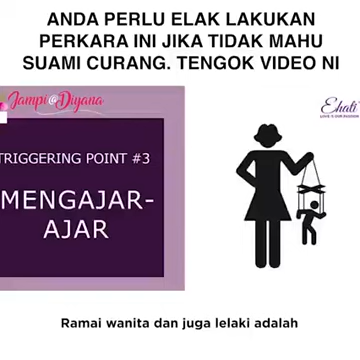 ANDA PERLU ELAK LAKUKAN
PERKARA INI JIKA TIDAK MAHU
SUAMI CURANG. TENGOK VIDEO NI
Jampi@Diyana
Ehati
TRIGGERING POINT #3
MENGAJAR-
AJAR
Ramai wanita dan juga lelaki adalah